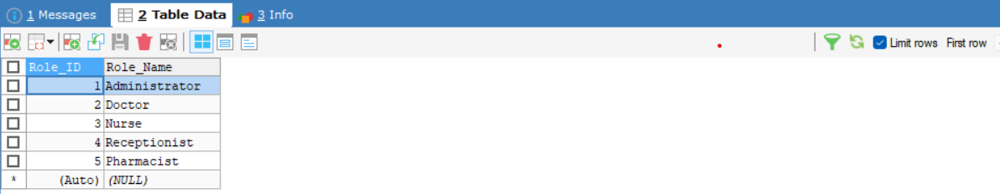 1 Messages 2 Table Data 3 Info
Limit rows First row
Role_ID Role_Name
1 Administrator
2 Doctor
3 Nurse
4 Receptionist
5 Pharmacist
* (Auto) (NULL)